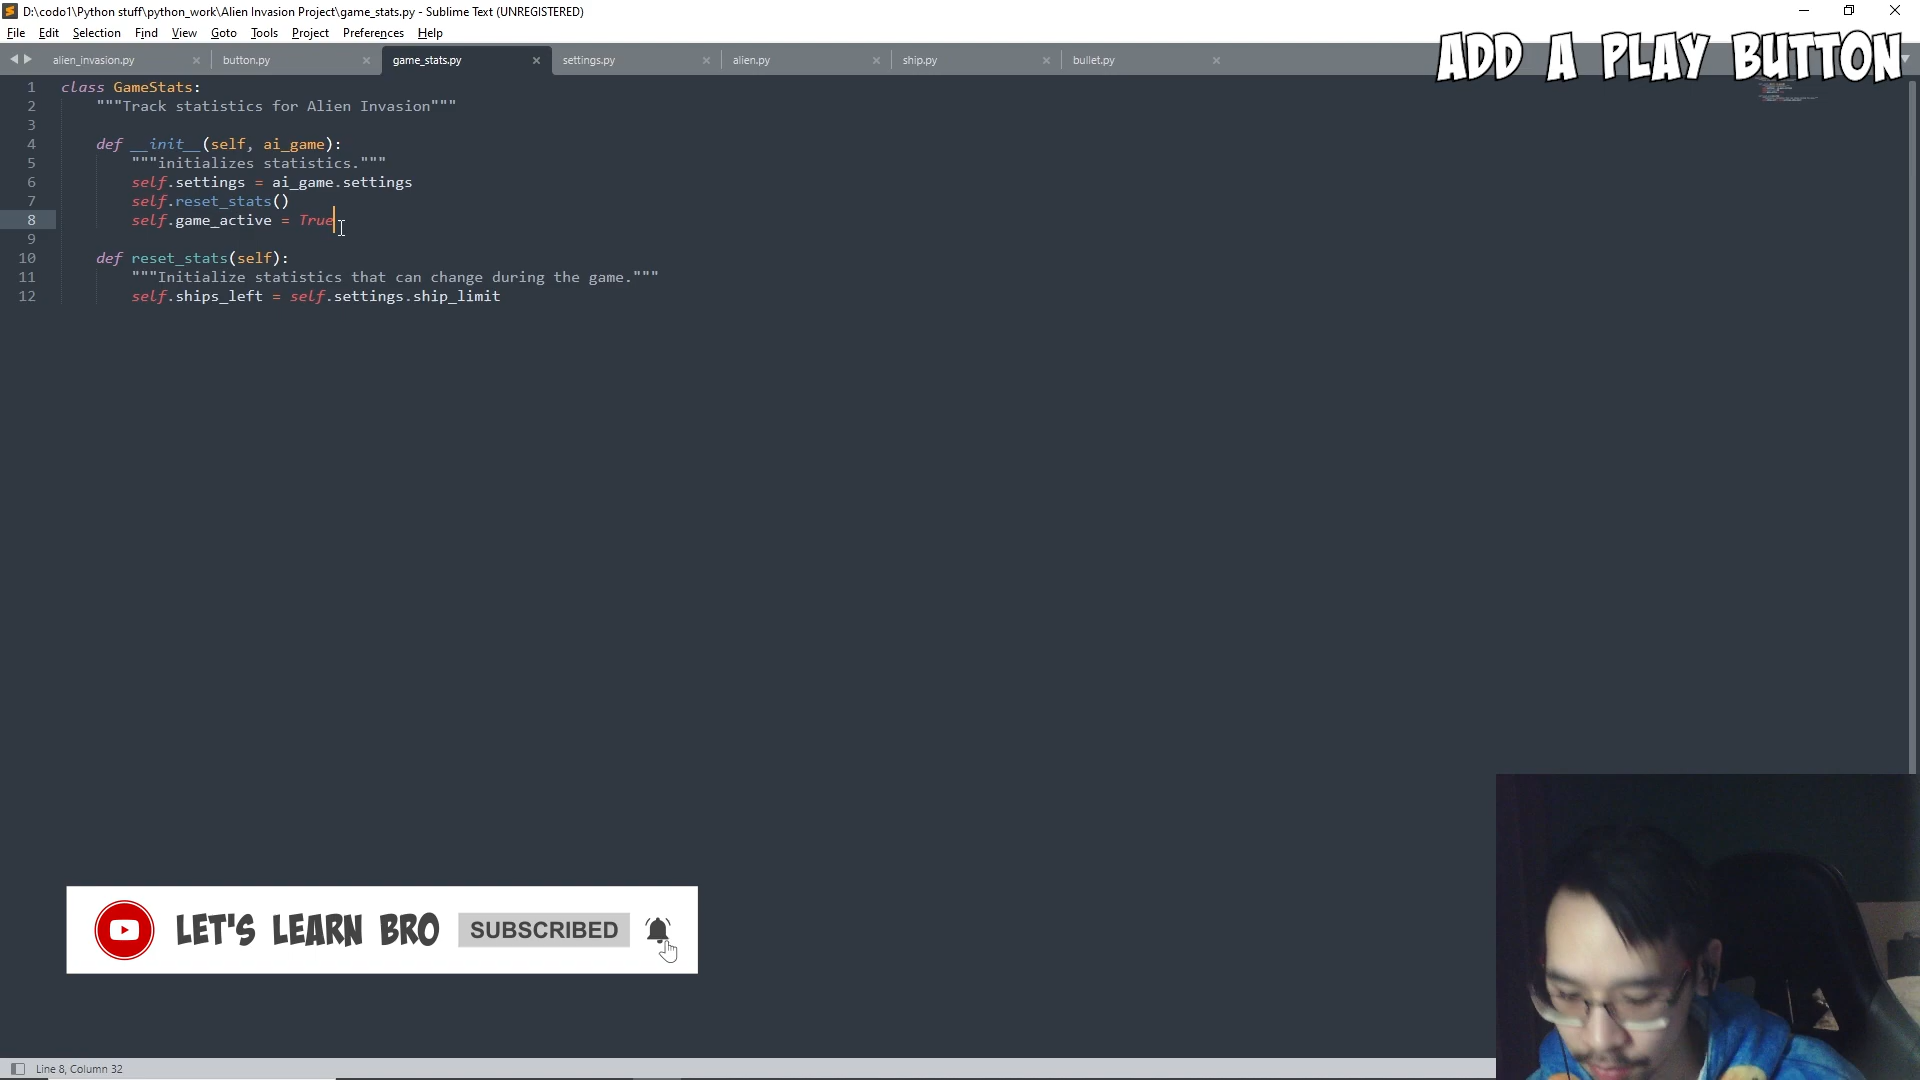 D:\codo1\Python stuff\python_work\Alien Invasion Project\game_stats.py - Sublime Text (UNREGISTERED)
File Edit Selection Find View Goto Tools Project Preferences Help
alien_invasion.py button.py game_stats.py settings.py alien.py ship.py bullet.py
ADD A PLAY BUTTON
1 class GameStats:
2 """Track statistics for Alien Invasion"""
3
4 def __init__(self, ai_game):
5 """initializes statistics."""
6 self.settings = ai_game.settings
7 self.reset_stats()
8 self.game_active = True
9
10 def reset_stats(self):
11 """Initialize statistics that can change during the game."""
12 self.ships_left = self.settings.ship_limit
LET'S LEARN BRO SUBSCRIBED
Line 8, Column 32